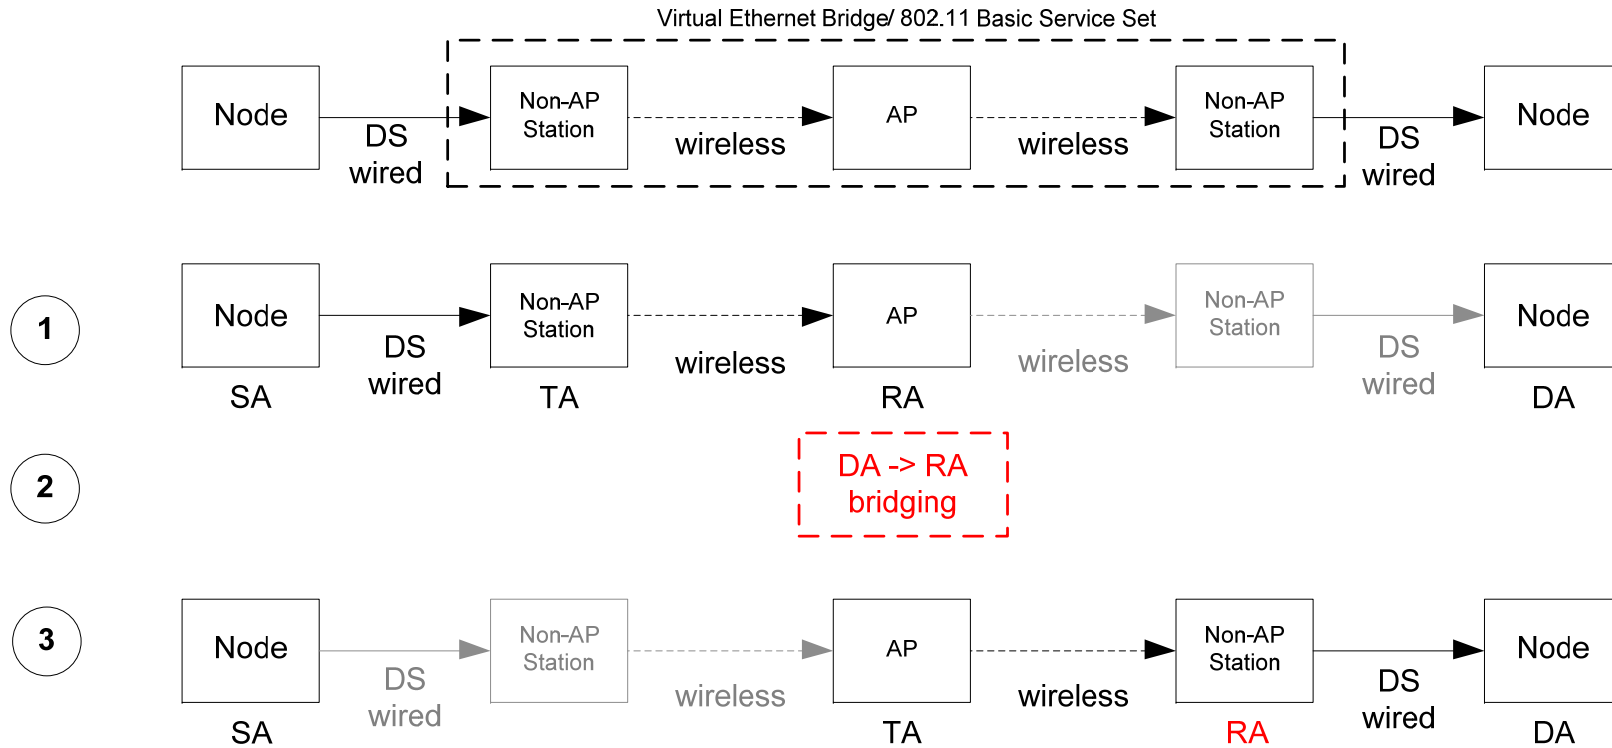 Virtual Ethernet Bridge/ 802.11 Basic Service Set
Node
DS
wired
Non-AP
Station
wireless
AP
wireless
Non-AP
Station
DS
wired
Node
1
Node
SA
DS
wired
Non-AP
Station
TA
wireless
AP
RA
wireless
Non-AP
Station
DS
wired
Node
DA
2
DA -> RA
bridging
3
Node
SA
DS
wired
Non-AP
Station
wireless
AP
TA
wireless
Non-AP
Station
RA
DS
wired
Node
DA